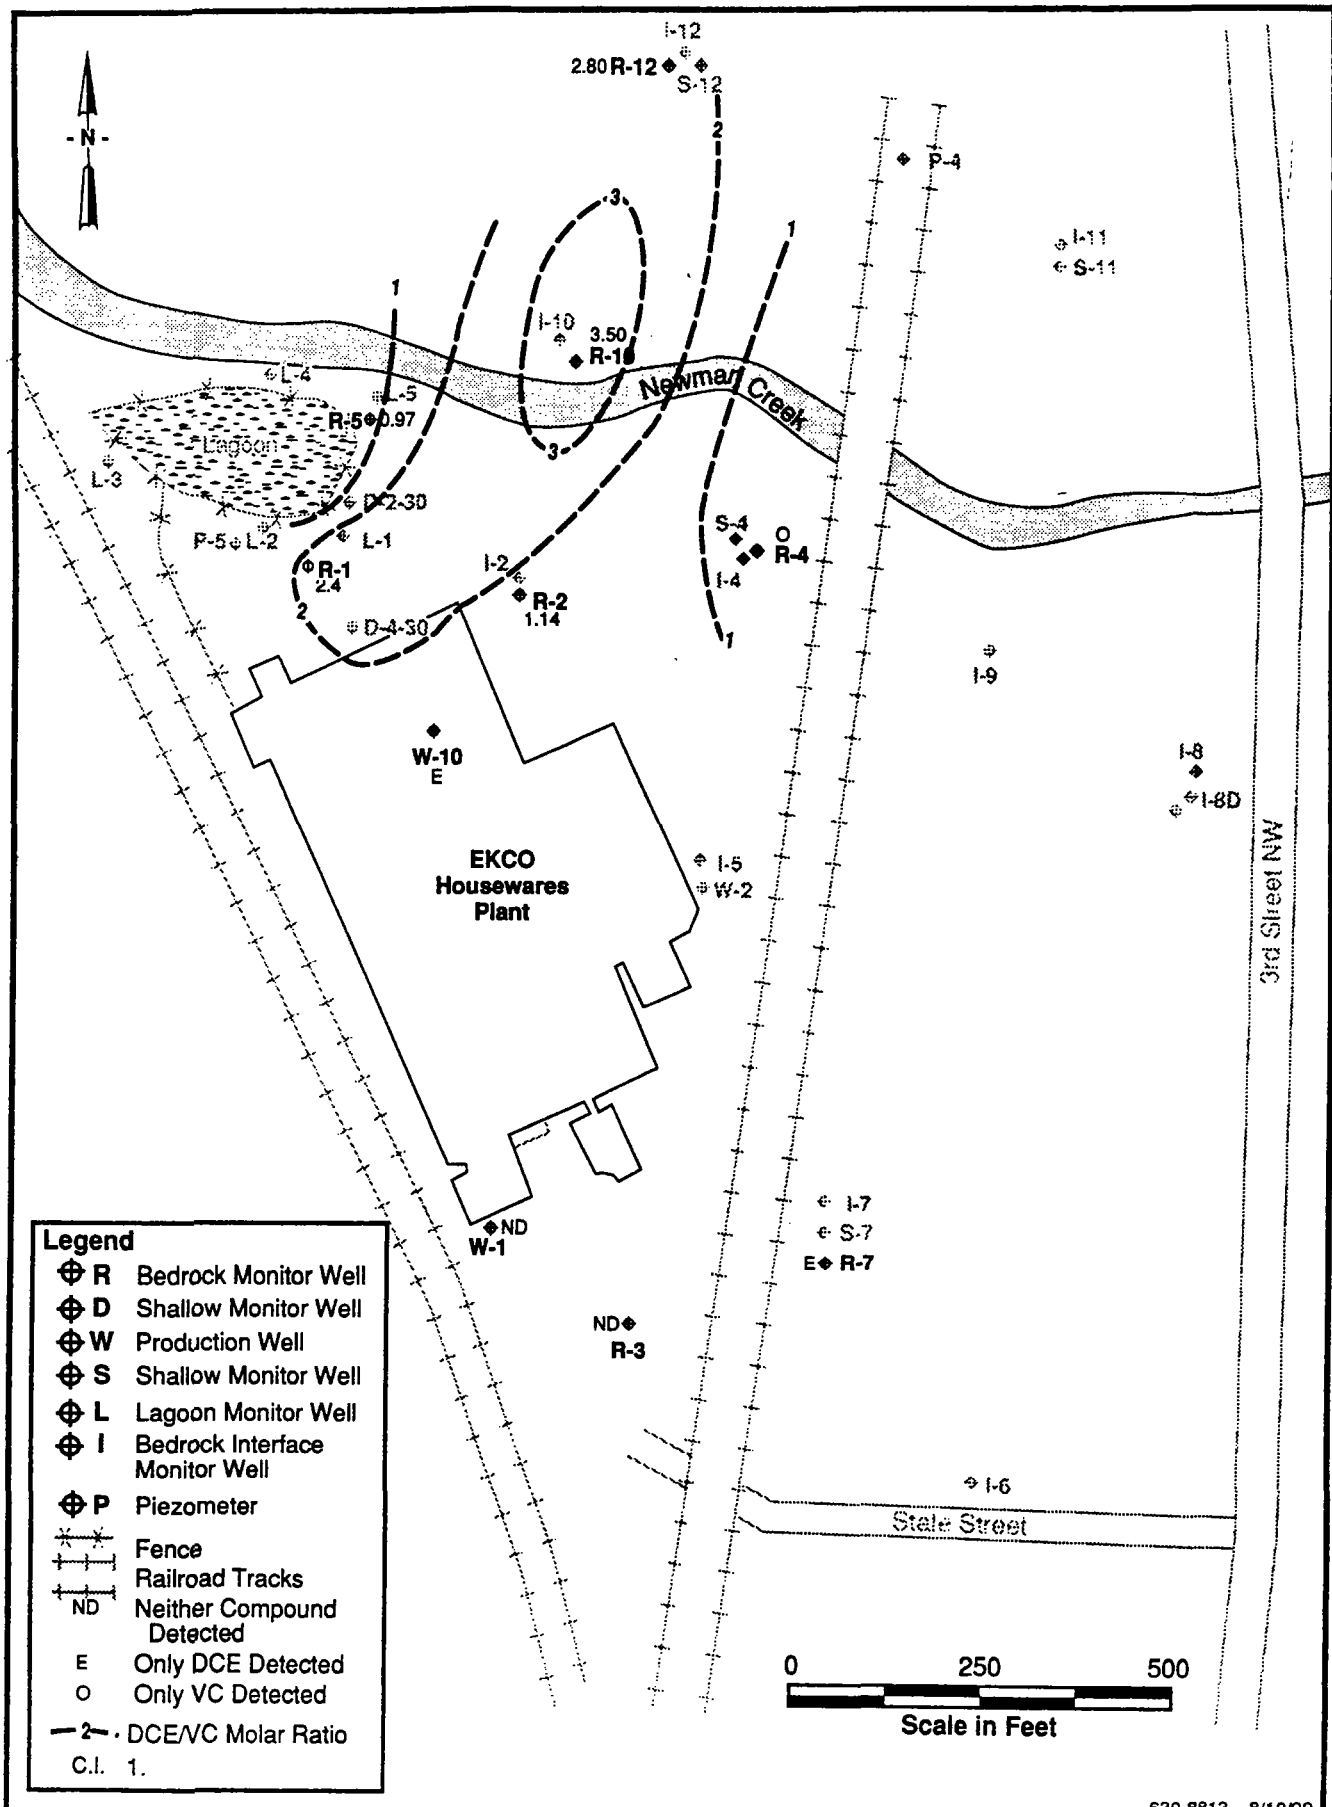 I-12
2.80 R-12
S-12
- N -
2
P-4
3
1
I-11
S-11
1
I-10
3.50
R-10
Newman Creek
L-4
L-5
R-5 0.97
Lagoon
3
L-3
D-2-30
S-4
O
R-4
P-5 L-2
L-1
I-2
I-4
R-1
2.4
R-2
1.14
2
D-4-30
1
I-9
W-10
E
I-8
I-8D
EKCO
Housewares
Plant
I-5
W-2
3rd Street NW
I-7
S-7
E R-7
ND
W-1
ND
R-3
I-6
State Street
Legend
R Bedrock Monitor Well
D Shallow Monitor Well
W Production Well
S Shallow Monitor Well
L Lagoon Monitor Well
I Bedrock Interface
Monitor Well
P Piezometer
Fence
Railroad Tracks
ND Neither Compound
Detected
E Only DCE Detected
O Only VC Detected
2 DCE/VC Molar Ratio
C.I. 1.
0 250 500
Scale in Feet